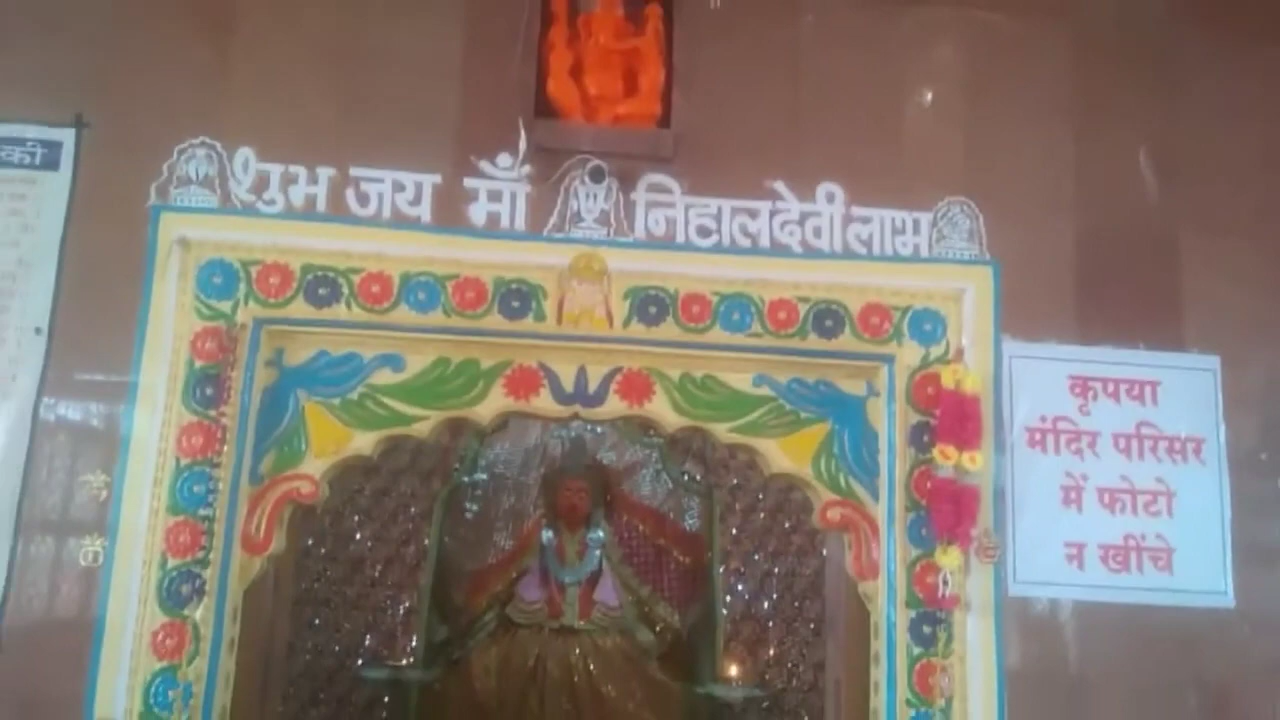 की
शुभ जय माँ निहालदेवी लाभ
कृपया
मंदिर परिसर
में फोटो
न खींचे